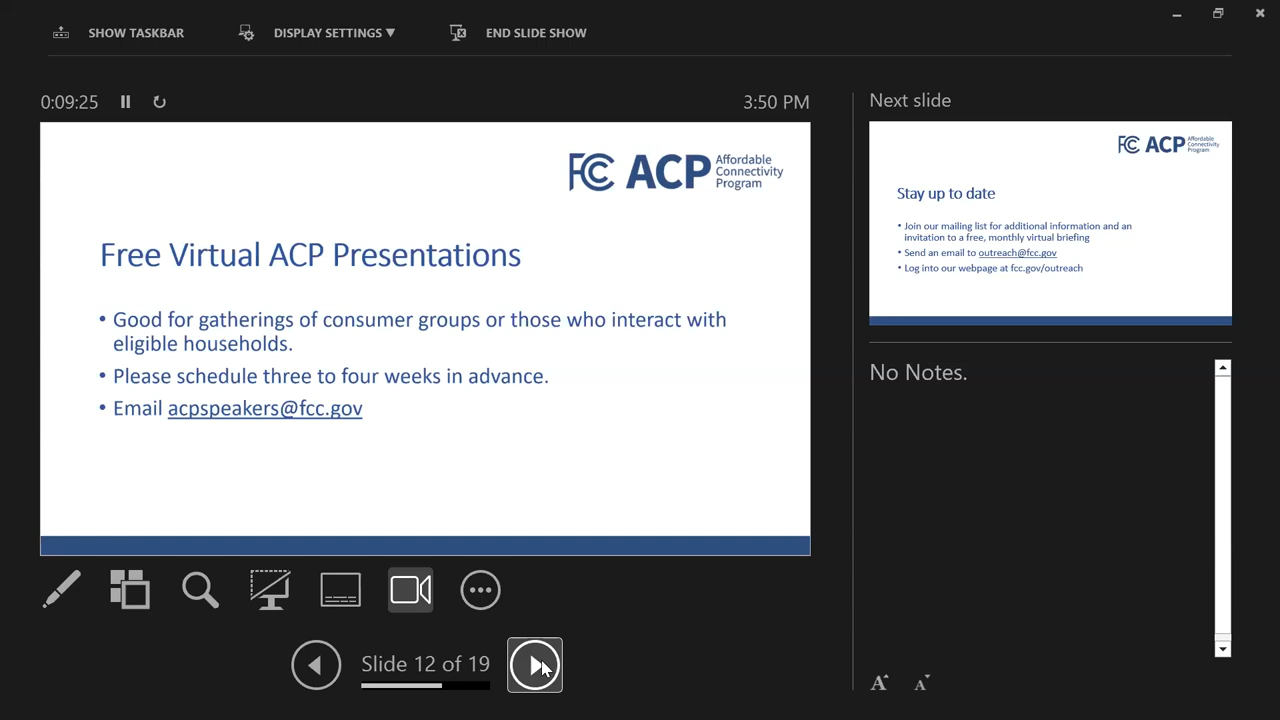 SHOW TASKBAR
DISPLAY SETTINGS ▼
END SLIDE SHOW
0:09:25
3:50 PM
FCC ACP Affordable
Connectivity
Program
Free Virtual ACP Presentations
• Good for gatherings of consumer groups or those who interact with
eligible households.
• Please schedule three to four weeks in advance.
• Email acpspeakers@fcc.gov
Slide 12 of 19
Next slide
FCC ACP Affordable
Connectivity
Program
Stay up to date
• Join our mailing list for additional information and an
invitation to a free, monthly virtual briefing
• Send an email to outreach@fcc.gov
• Log into our webpage at fcc.gov/outreach
No Notes.
A A